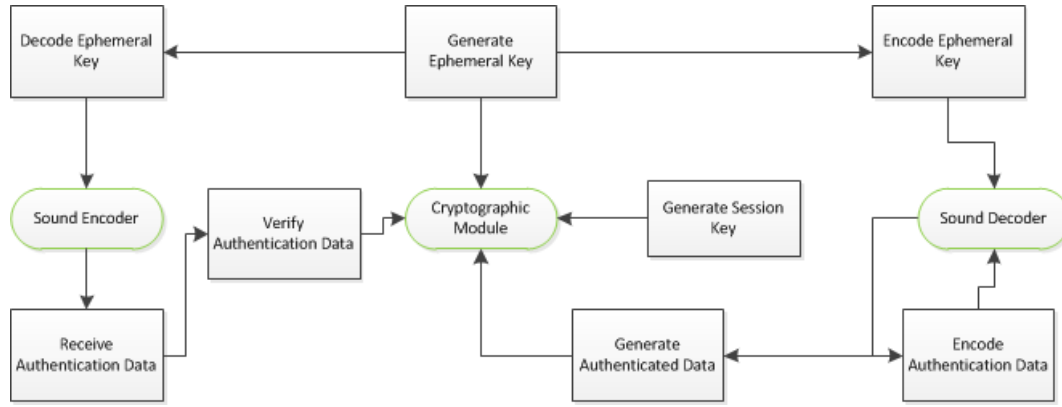 Decode Ephemeral
Key
Generate
Ephemeral Key
Encode Ephemeral
Key
Sound Encoder
Verify
Authentication Data
Cryptographic
Module
Generate Session
Key
Sound Decoder
Receive
Authentication Data
Generate
Authenticated Data
Encode
Authentication Data